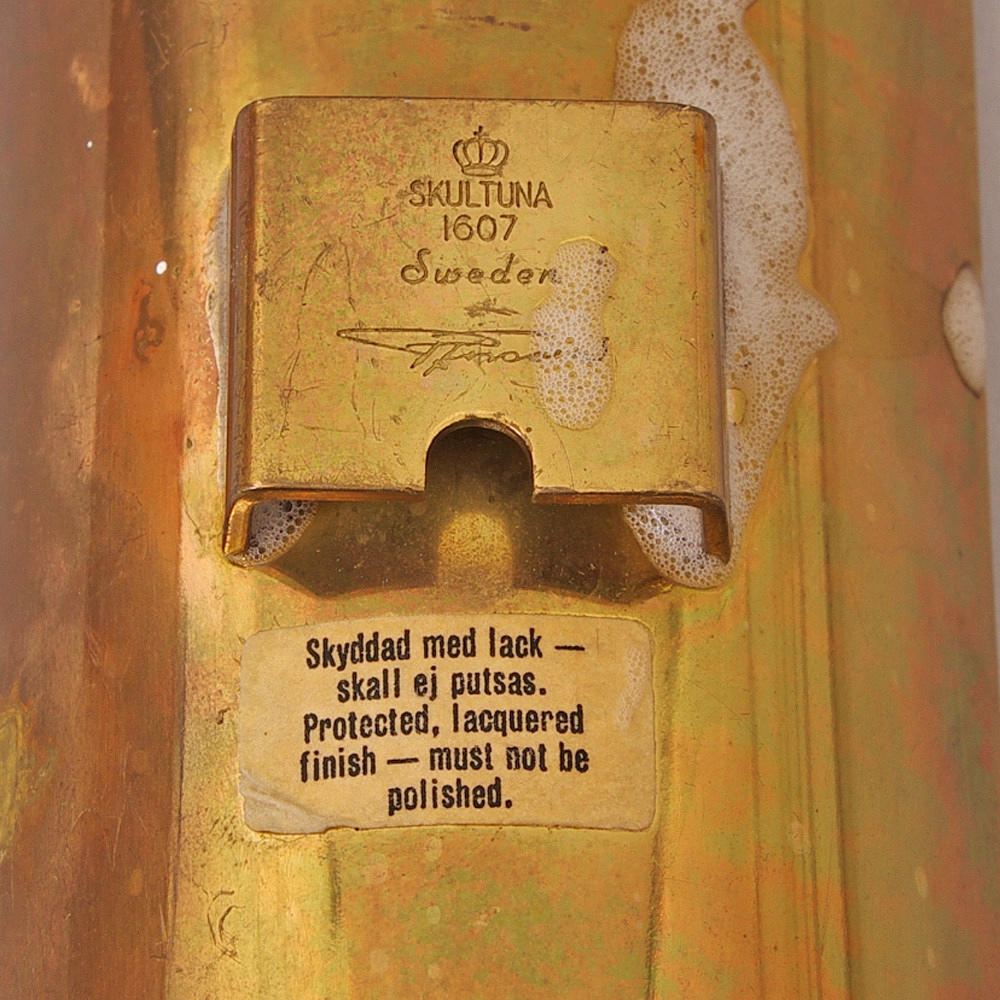 SKULTUNA
1607
Sweden
Skyddad med lack —
skall ej putsas.
Protected, lacquered
finish — must not be
polished.